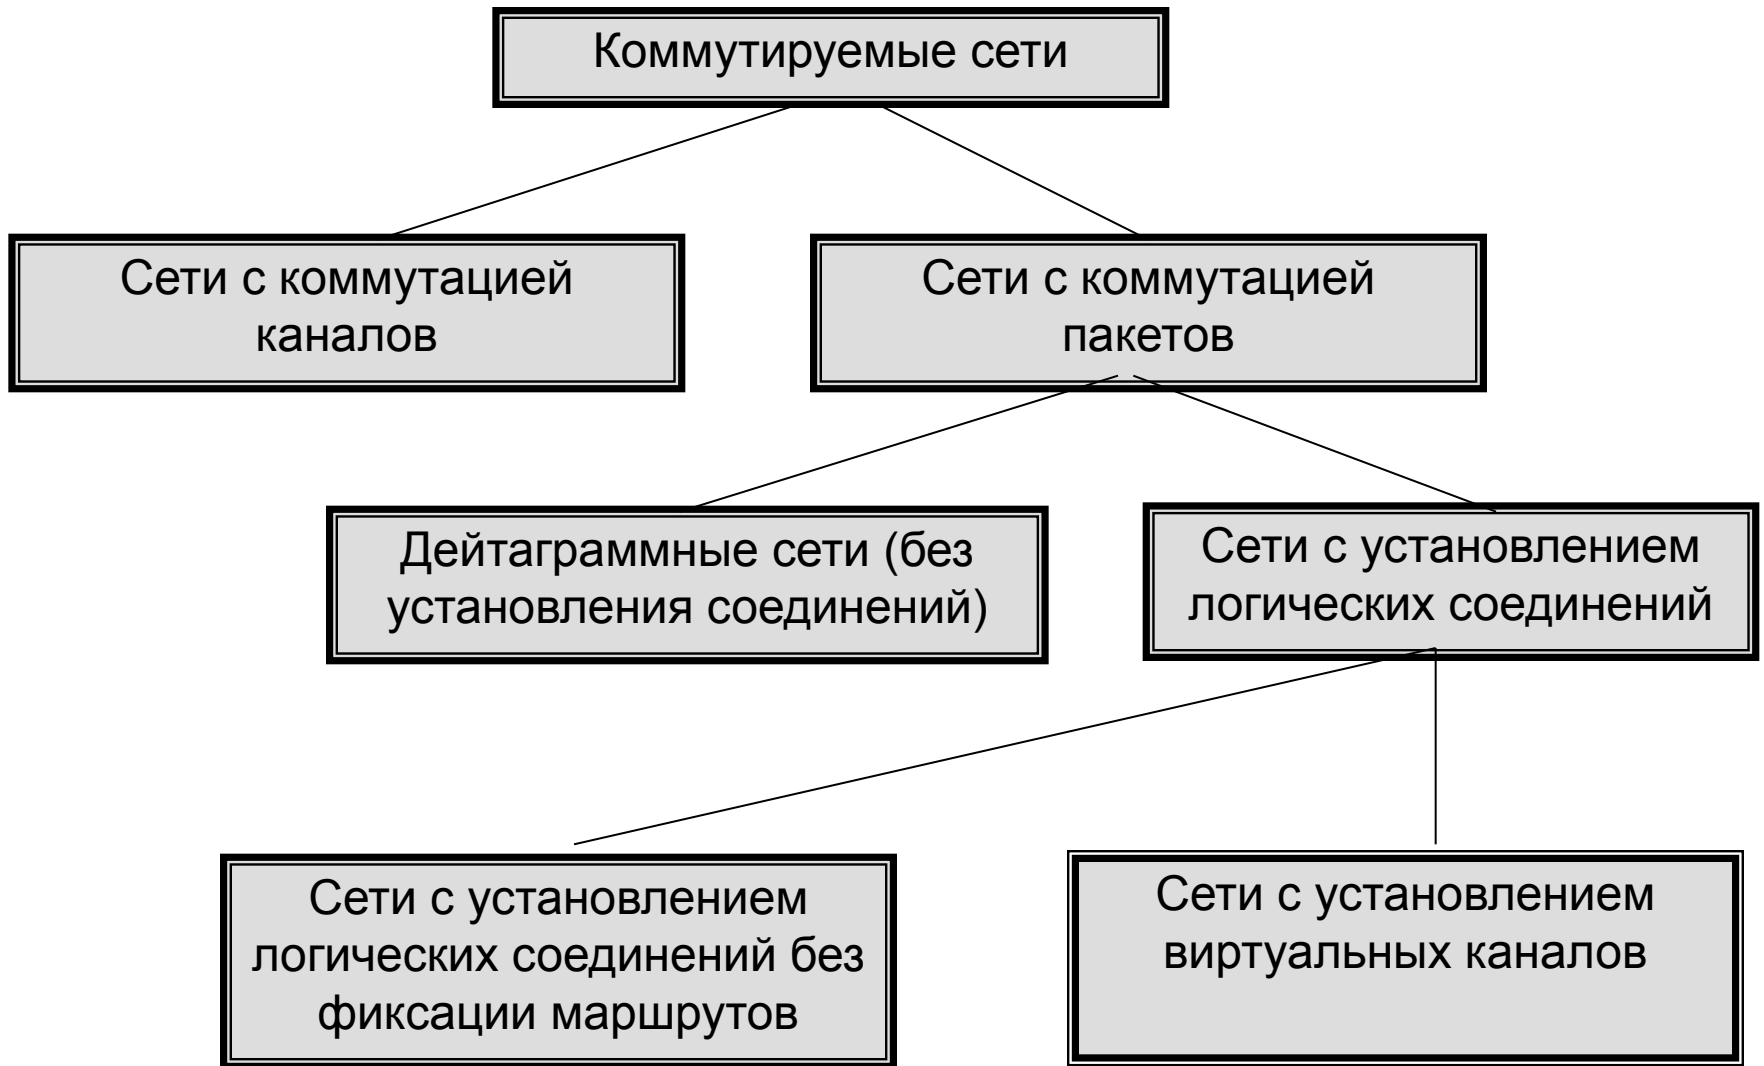 Коммутируемые сети
Сети с коммутацией
каналов
Сети с коммутацией
пакетов
Дейтаграммные сети (без
установления соединений)
Сети с установлением
логических соединений
Сети с установлением
логических соединений без
фиксации маршрутов
Сети с установлением
виртуальных каналов